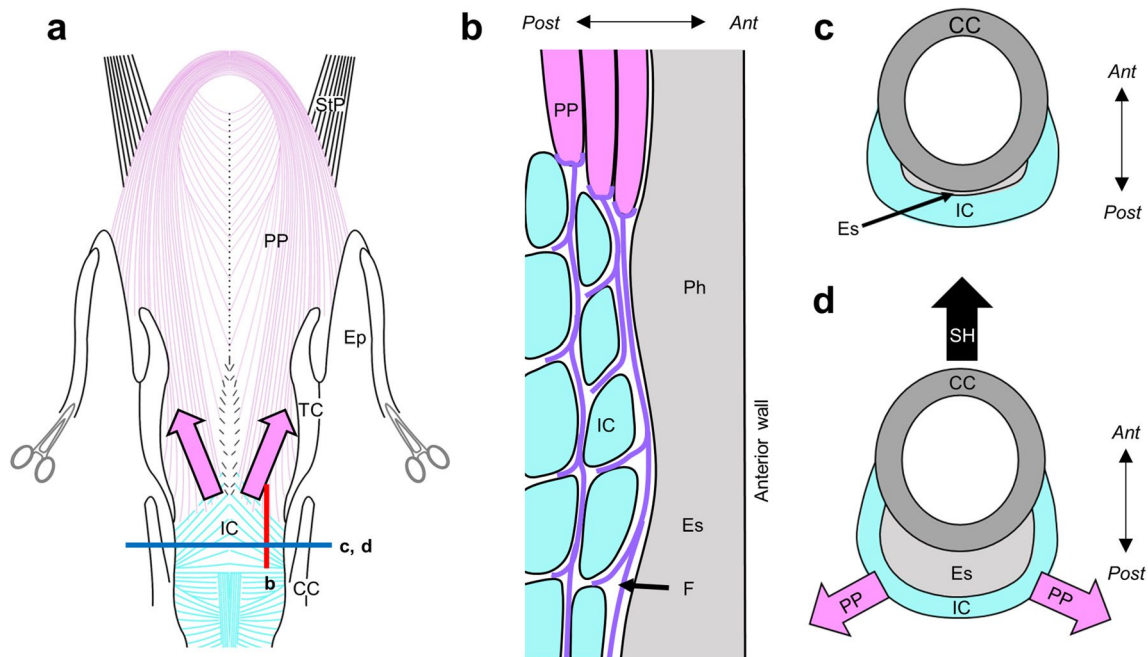 a
StP
PP
Ep
TC
IC
c, d
b
CC
b
Post
Ant
PP
Ph
IC
Anterior wall
Es
F
c
CC
Ant
Post
Es
IC
d
SH
CC
Ant
Post
Es
IC
PP
PP